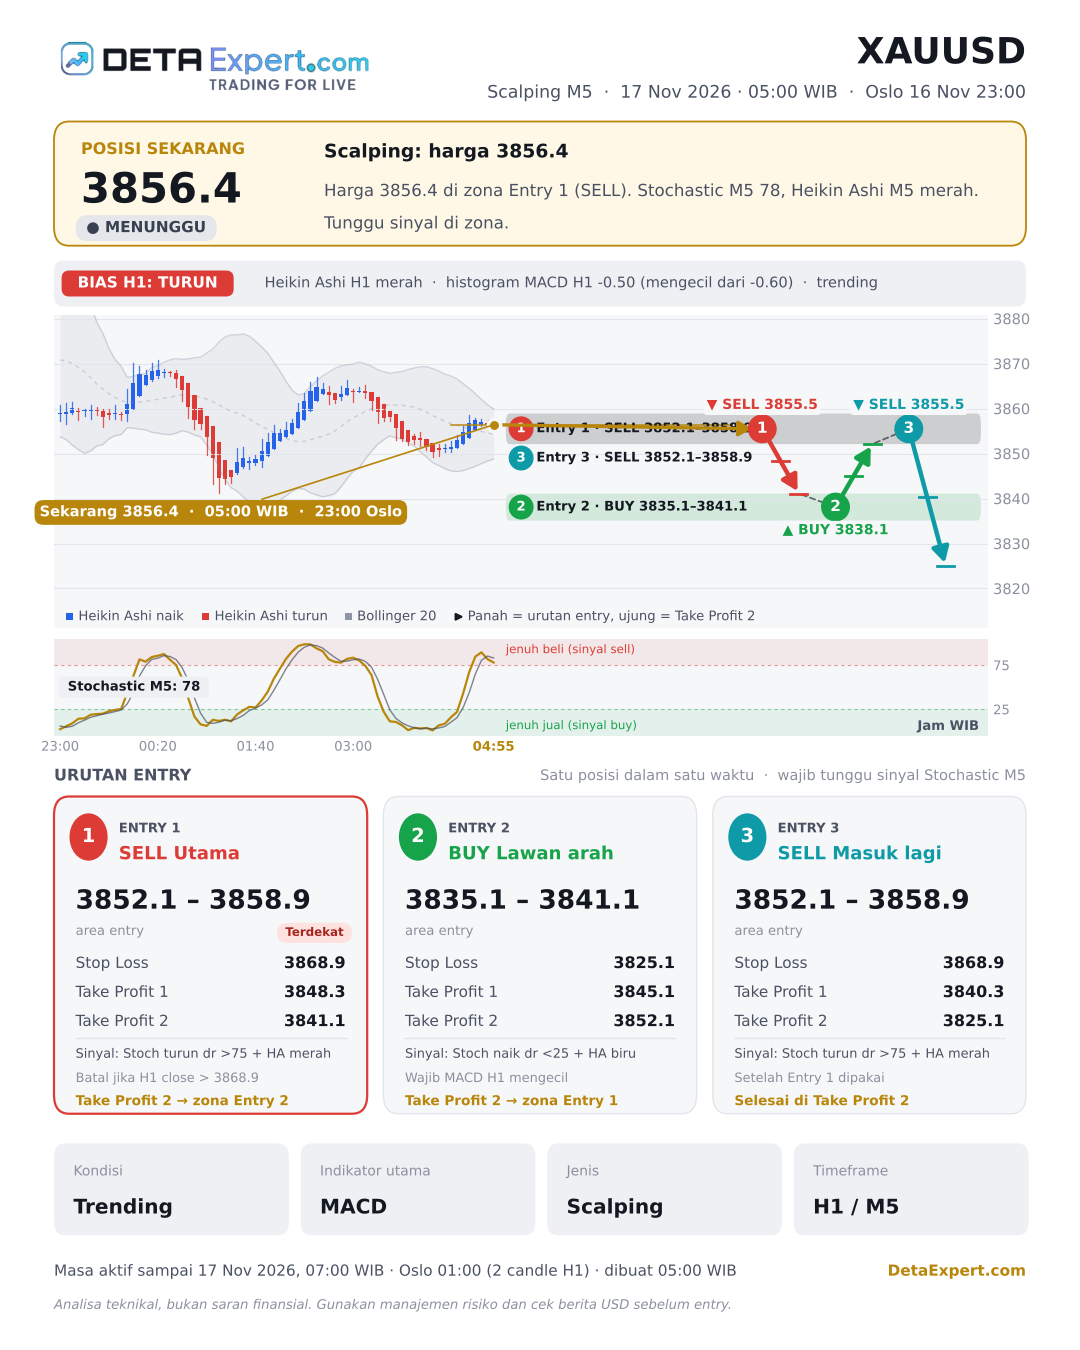 DETA Expert.com
TRADING FOR LIVE
XAUUSD
Scalping M5 · 17 Nov 2026 · 05:00 WIB · Oslo 16 Nov 23:00
POSISI SEKARANG
3856.4
● MENUNGGU
Scalping: harga 3856.4
Harga 3856.4 di zona Entry 1 (SELL). Stochastic M5 78, Heikin Ashi M5 merah.
Tunggu sinyal di zona.
BIAS H1: TURUN
Heikin Ashi H1 merah · histogram MACD H1 -0.50 (mengecil dari -0.60) · trending
3880
3870
3860
3850
3840
3830
3820
▼ SELL 3855.5
▼ SELL 3855.5
1 Entry 1 · SELL 3852.1–3858.9
1
3
3 Entry 3 · SELL 3852.1–3858.9
2 Entry 2 · BUY 3835.1–3841.1
2
▲ BUY 3838.1
Sekarang 3856.4 · 05:00 WIB · 23:00 Oslo
Heikin Ashi naik
Heikin Ashi turun
Bollinger 20
Panah = urutan entry, ujung = Take Profit 2
jenuh beli (sinyal sell)
75
Stochastic M5: 78
25
jenuh jual (sinyal buy)
Jam WIB
23:00 00:20 01:40 03:00 04:55
URUTAN ENTRY
Satu posisi dalam satu waktu · wajib tunggu sinyal Stochastic M5
1
ENTRY 1
SELL Utama
3852.1 – 3858.9
area entry
Terdekat
Stop Loss 3868.9
Take Profit 1 3848.3
Take Profit 2 3841.1
Sinyal: Stoch turun dr >75 + HA merah
Batal jika H1 close > 3868.9
Take Profit 2 → zona Entry 2
2
ENTRY 2
BUY Lawan arah
3835.1 – 3841.1
area entry
Stop Loss 3825.1
Take Profit 1 3845.1
Take Profit 2 3852.1
Sinyal: Stoch naik dr <25 + HA biru
Wajib MACD H1 mengecil
Take Profit 2 → zona Entry 1
3
ENTRY 3
SELL Masuk lagi
3852.1 – 3858.9
area entry
Stop Loss 3868.9
Take Profit 1 3840.3
Take Profit 2 3825.1
Sinyal: Stoch turun dr >75 + HA merah
Setelah Entry 1 dipakai
Selesai di Take Profit 2
Kondisi
Trending
Indikator utama
MACD
Jenis
Scalping
Timeframe
H1 / M5
Masa aktif sampai 17 Nov 2026, 07:00 WIB · Oslo 01:00 (2 candle H1) · dibuat 05:00 WIB
DetaExpert.com
Analisa teknikal, bukan saran finansial. Gunakan manajemen risiko dan cek berita USD sebelum entry.